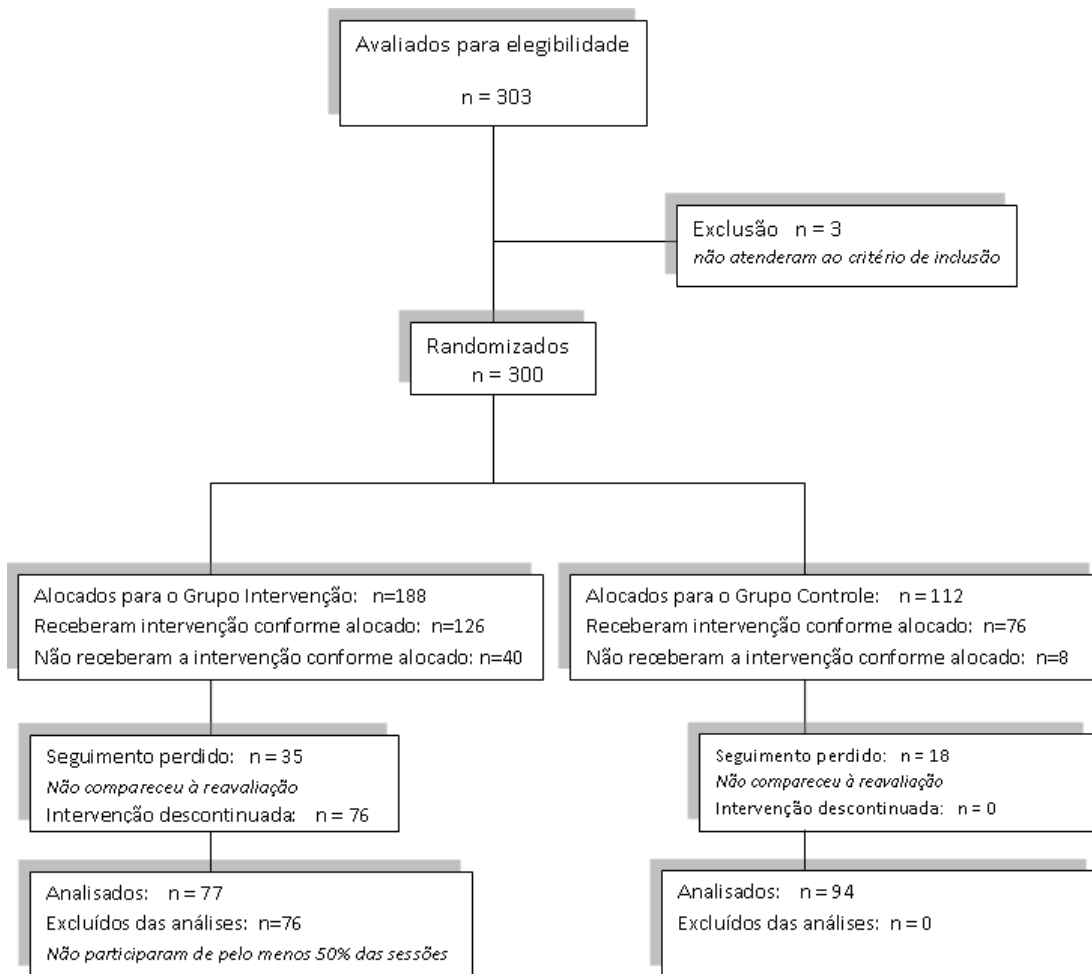 Avaliados para elegibilidade
n = 303
Exclusão n = 3
não atenderam ao critério de inclusão
Randomizados
n = 300
Alocados para o Grupo Intervenção: n=188
Receberam intervenção conforme alocado: n=126
Não receberam a intervenção conforme alocado: n=40
Alocados para o Grupo Controle: n = 112
Receberam intervenção conforme alocado: n=76
Não receberam a intervenção conforme alocado: n=8
Seguimento perdido: n = 35
Não compareceu à reavaliação
Intervenção descontinuada: n = 76
Seguimento perdido: n = 18
Não compareceu à reavaliação
Intervenção descontinuada: n = 0
Analisados: n = 77
Excluídos das análises: n=76
Não participaram de pelo menos 50% das sessões
Analisados: n = 94
Excluídos das análises: n = 0